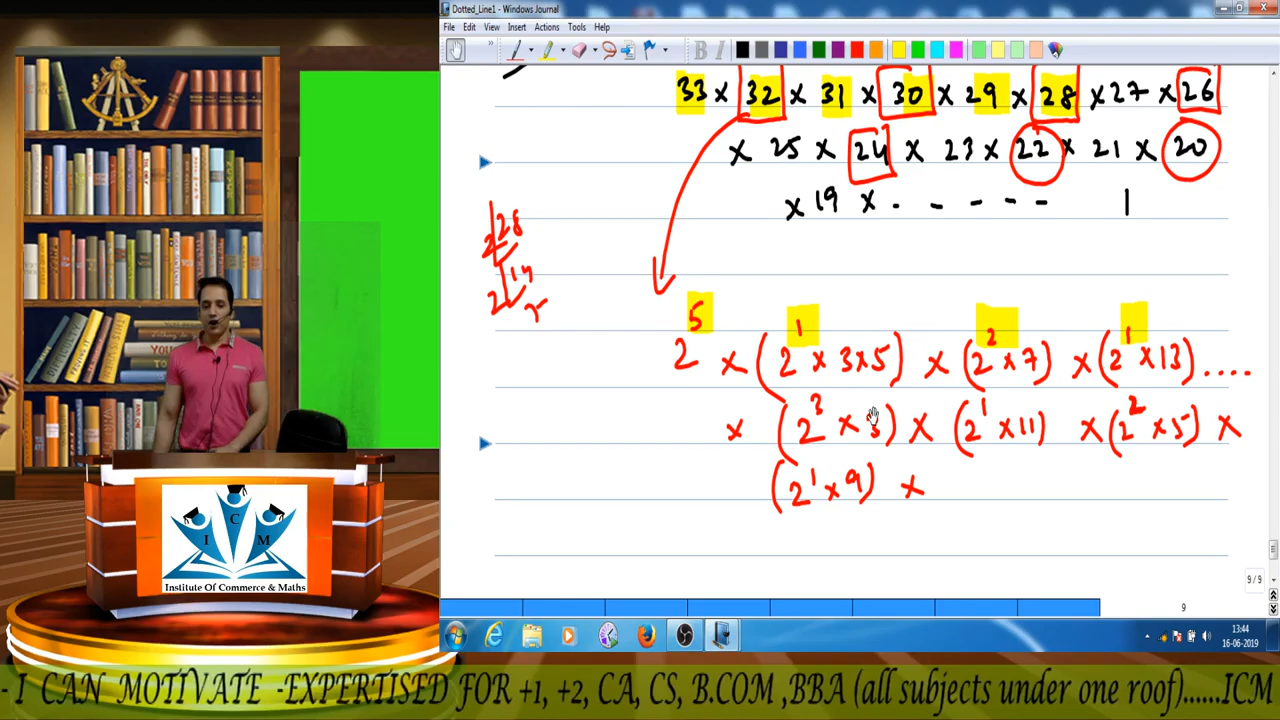 Dotted_Line1 - Windows Journal
File Edit View Insert Actions Tools Help
B I
33 x 32 x 31 x 30 x 29 x 28 x 27 x 26
x 25 x 24 x 23 x 22 x 21 x 20
x 19 x . - - - - 1
2 | 28
2 | 14
7
2^5 x (2^1 x 3 x 5) x (2^2 x 7) x (2^1 x 13) ....
x (2^3 x 3) x (2^1 x 11) x (2^2 x 5) x
(2^1 x 9) x
9/9
9
13:44
16-06-2019
I C M
Institute Of Commerce & Maths
- I CAN MOTIVATE -EXPERTISED FOR +1, +2, CA, CS, B.COM ,BBA (all subjects under one roof)......ICM